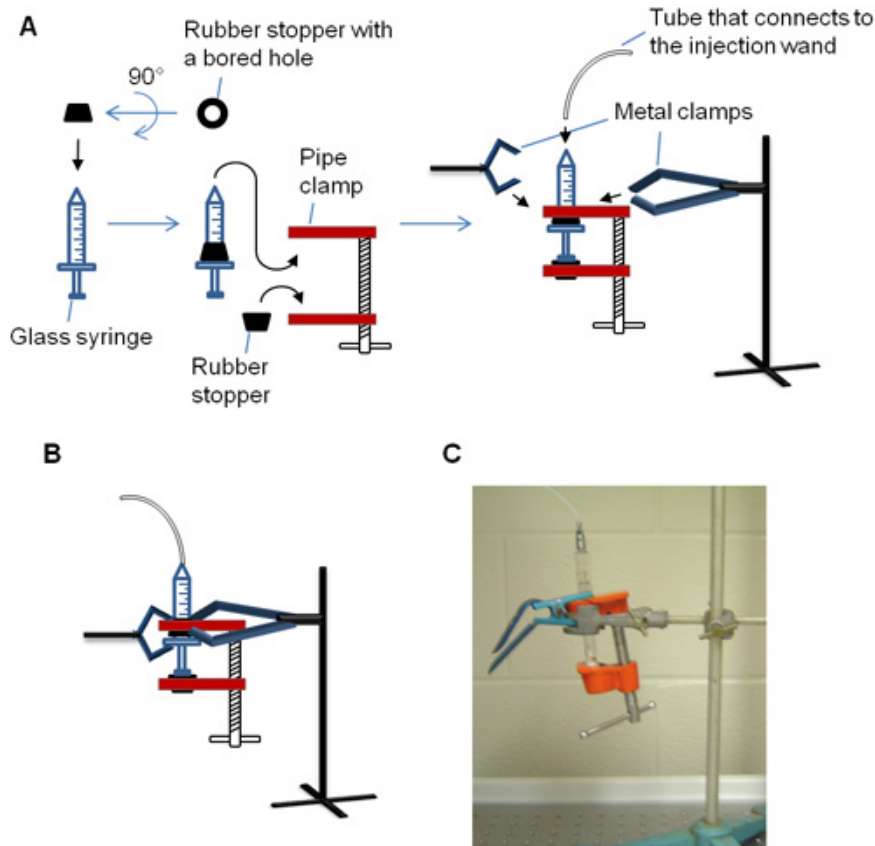 A
Rubber stopper with
a bored hole
90°
Tube that connects to
the injection wand
Metal clamps
Pipe
clamp
Glass syringe
Rubber
stopper
B
C